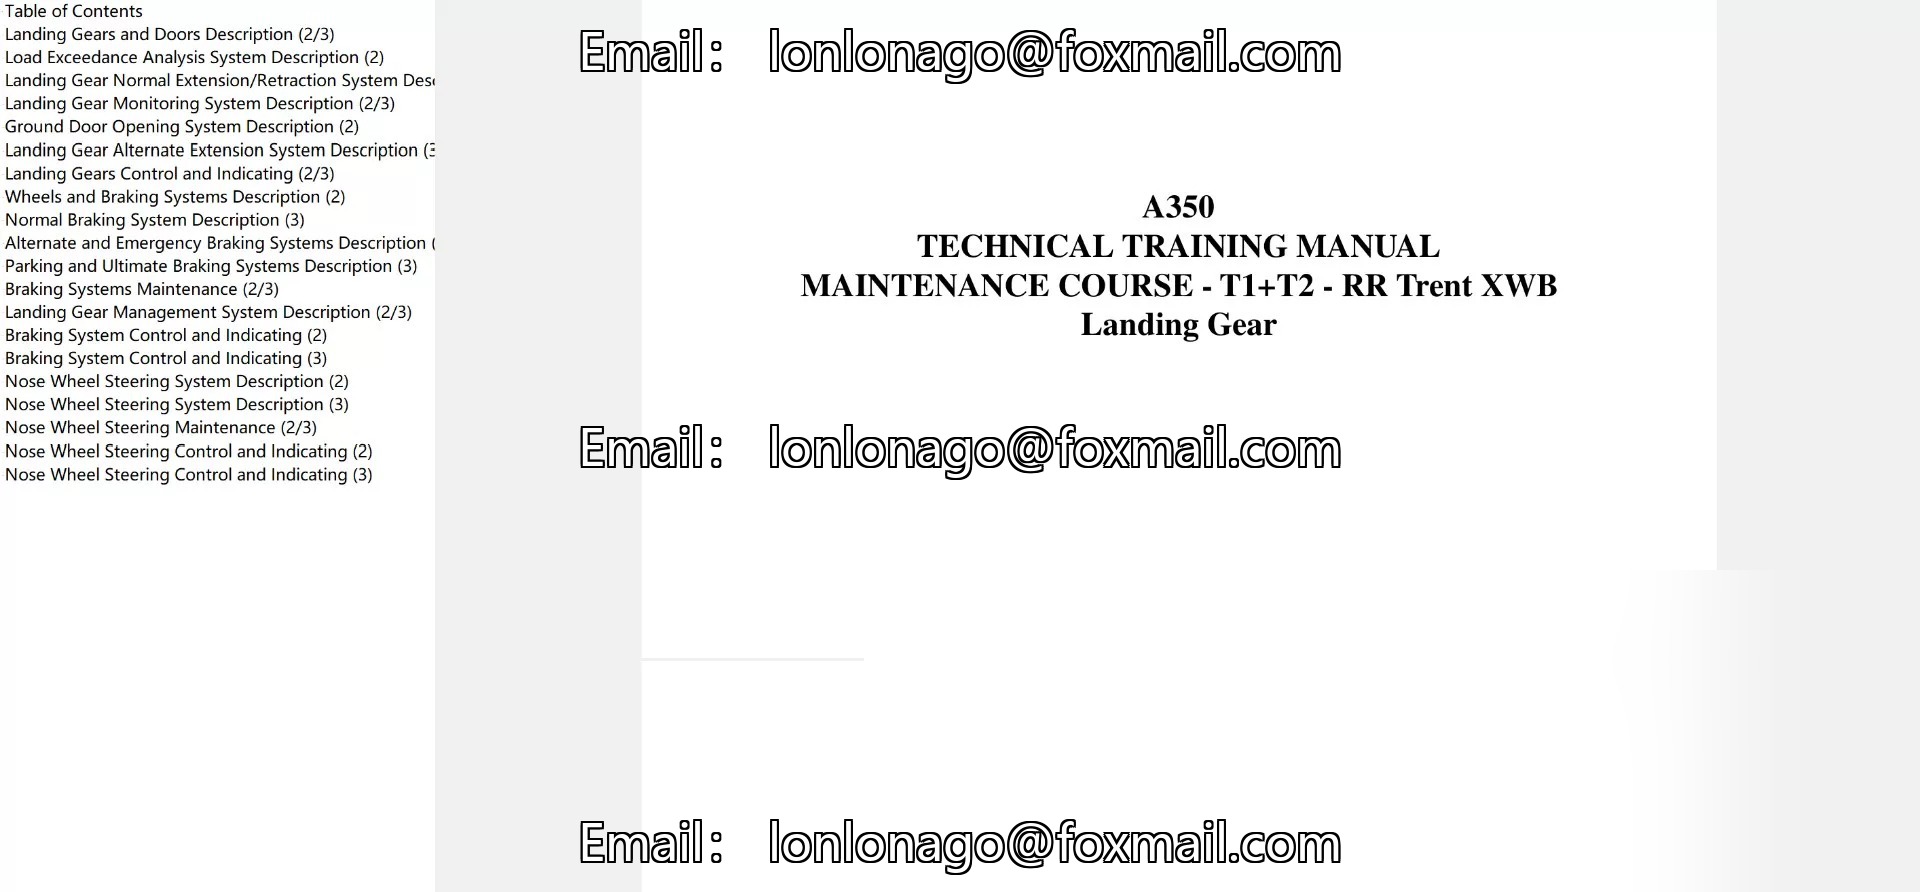 Table of Contents
Landing Gears and Doors Description (2/3)
Load Exceedance Analysis System Description (2)
Landing Gear Normal Extension/Retraction System Des
Landing Gear Monitoring System Description (2/3)
Ground Door Opening System Description (2)
Landing Gear Alternate Extension System Description (3
Landing Gears Control and Indicating (2/3)
Wheels and Braking Systems Description (2)
Normal Braking System Description (3)
Alternate and Emergency Braking Systems Description (
Parking and Ultimate Braking Systems Description (3)
Braking Systems Maintenance (2/3)
Landing Gear Management System Description (2/3)
Braking System Control and Indicating (2)
Braking System Control and Indicating (3)
Nose Wheel Steering System Description (2)
Nose Wheel Steering System Description (3)
Nose Wheel Steering Maintenance (2/3)
Nose Wheel Steering Control and Indicating (2)
Nose Wheel Steering Control and Indicating (3)
Email: lonlonago@foxmail.com
A350
TECHNICAL TRAINING MANUAL
MAINTENANCE COURSE - T1+T2 - RR Trent XWB
Landing Gear
Email: lonlonago@foxmail.com
Email: lonlonago@foxmail.com